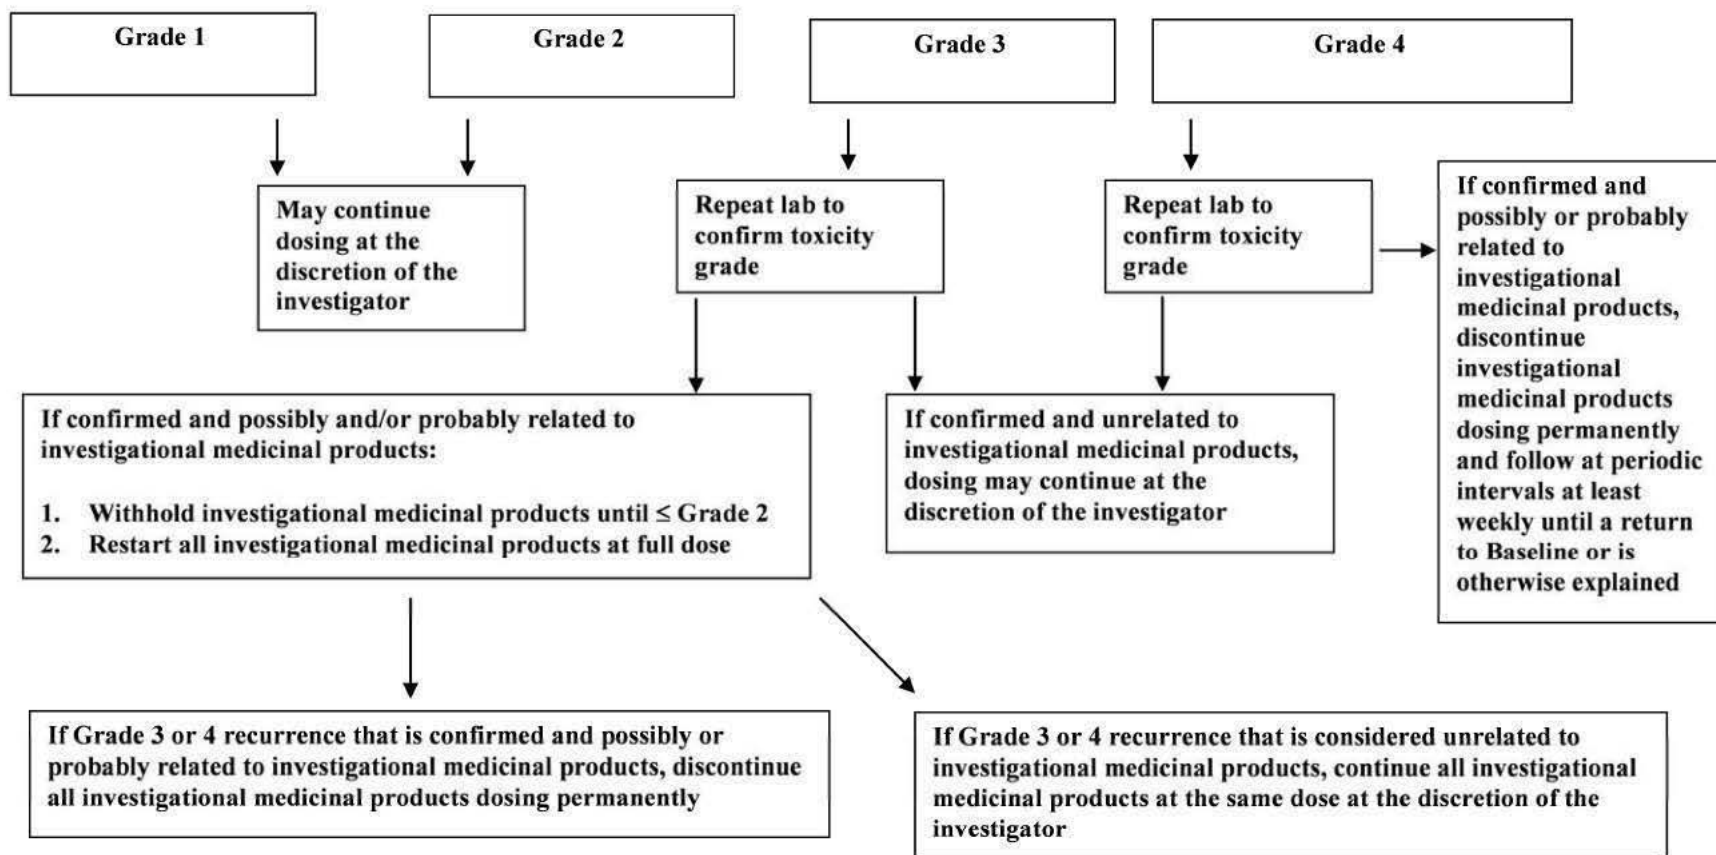 Grade 1
Grade 2
Grade 3
Grade 4
May continue
dosing at the
discretion of the
investigator
Repeat lab to
confirm toxicity
grade
Repeat lab to
confirm toxicity
grade
If confirmed and
possibly or probably
related to
investigational
medicinal products,
discontinue
investigational
medicinal products
dosing permanently
and follow at periodic
intervals at least
weekly until a return
to Baseline or is
otherwise explained
If confirmed and possibly and/or probably related to
investigational medicinal products:
1. Withhold investigational medicinal products until ≤ Grade 2
2. Restart all investigational medicinal products at full dose
If confirmed and unrelated to
investigational medicinal products,
dosing may continue at the
discretion of the investigator
If Grade 3 or 4 recurrence that is confirmed and possibly or
probably related to investigational medicinal products, discontinue
all investigational medicinal products dosing permanently
If Grade 3 or 4 recurrence that is considered unrelated to
investigational medicinal products, continue all investigational
medicinal products at the same dose at the discretion of the
investigator